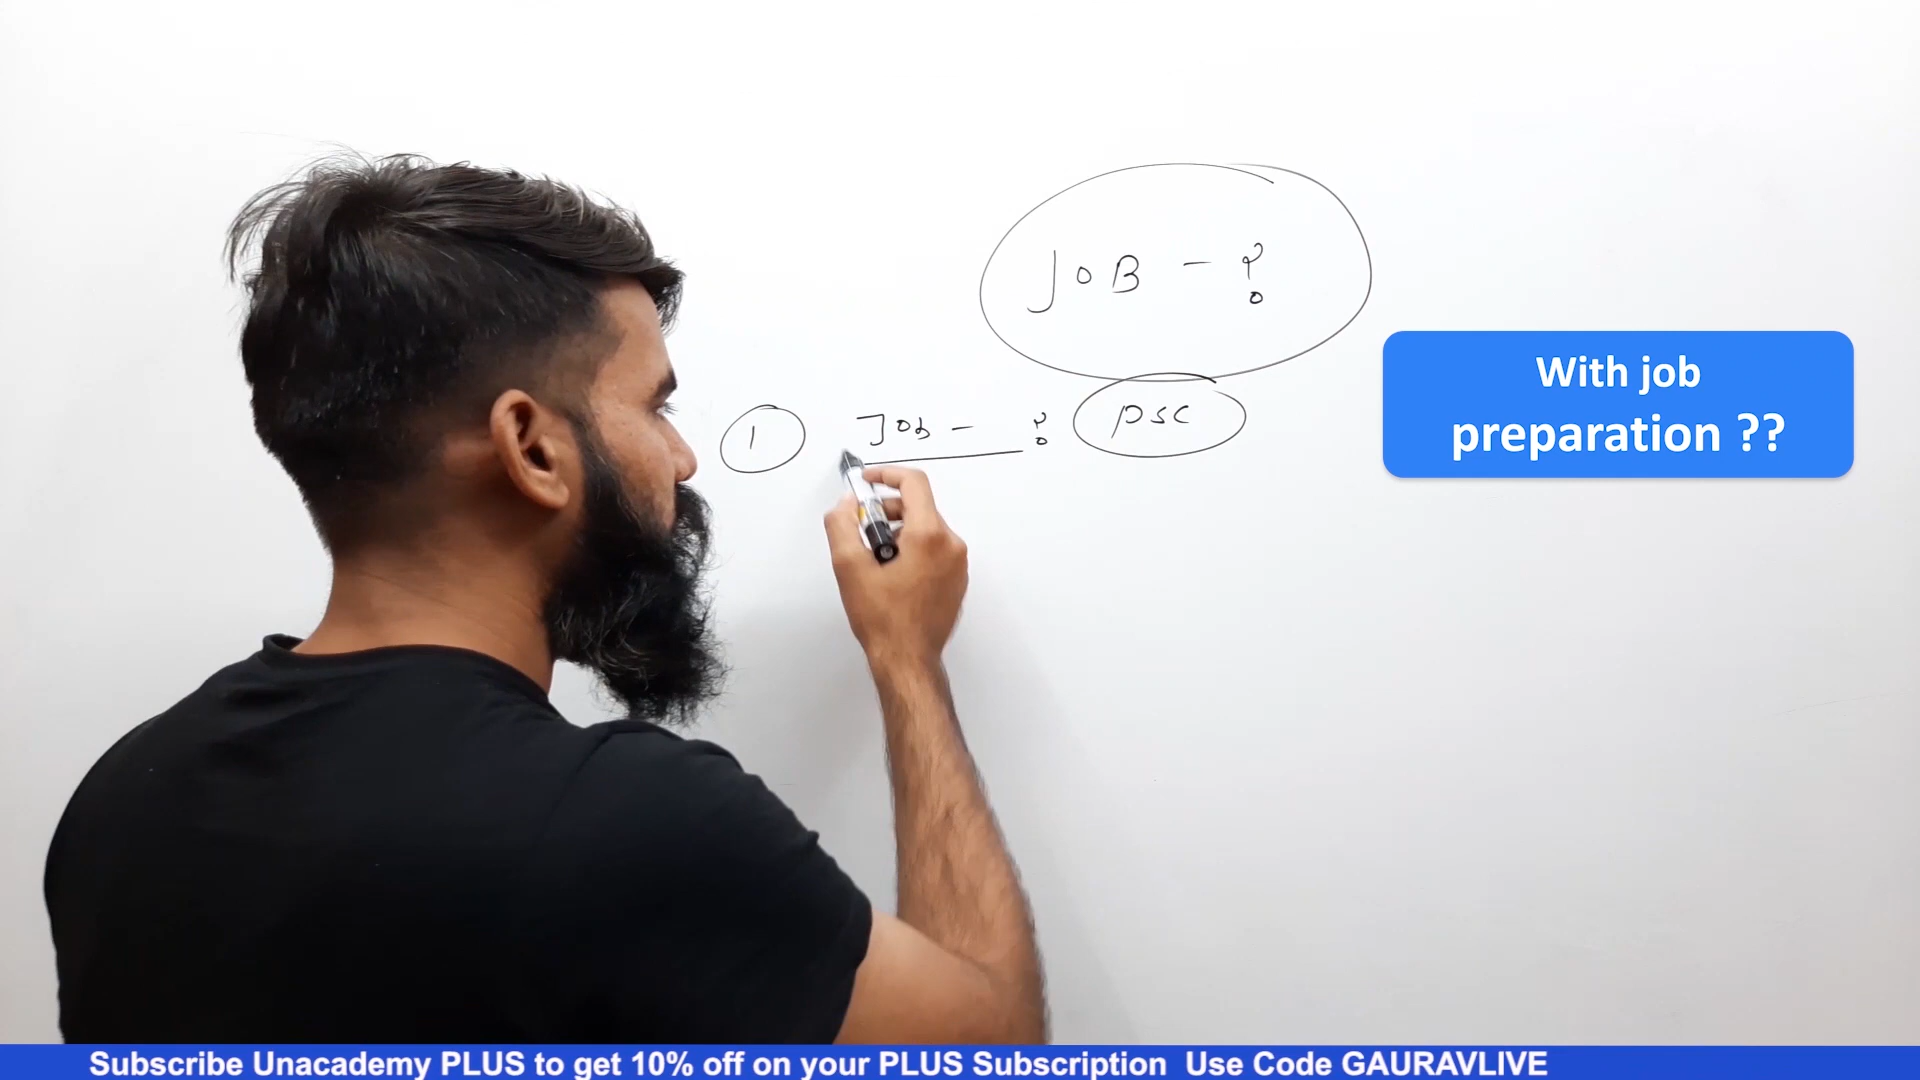 JOB - ?
1 Job - ? PSC
With job
preparation ??
Subscribe Unacademy PLUS to get 10% off on your PLUS Subscription Use Code GAURAVLIVE